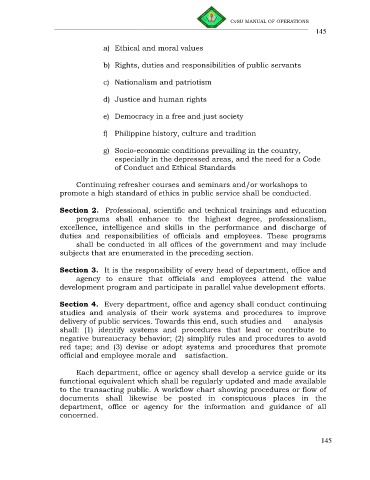 CvSU MANUAL OF OPERATIONS
145
a) Ethical and moral values
b) Rights, duties and responsibilities of public servants
c) Nationalism and patriotism
d) Justice and human rights
e) Democracy in a free and just society
f) Philippine history, culture and tradition
g) Socio-economic conditions prevailing in the country,
especially in the depressed areas, and the need for a Code
of Conduct and Ethical Standards
Continuing refresher courses and seminars and/or workshops to
promote a high standard of ethics in public service shall be conducted.
Section 2. Professional, scientific and technical trainings and education
programs shall enhance to the highest degree, professionalism,
excellence, intelligence and skills in the performance and discharge of
duties and responsibilities of officials and employees. These programs
shall be conducted in all offices of the government and may include
subjects that are enumerated in the preceding section.
Section 3. It is the responsibility of every head of department, office and
agency to ensure that officials and employees attend the value
development program and participate in parallel value development efforts.
Section 4. Every department, office and agency shall conduct continuing
studies and analysis of their work systems and procedures to improve
delivery of public services. Towards this end, such studies and analysis
shall: (1) identify systems and procedures that lead or contribute to
negative bureaucracy behavior; (2) simplify rules and procedures to avoid
red tape; and (3) devise or adopt systems and procedures that promote
official and employee morale and satisfaction.
Each department, office or agency shall develop a service guide or its
functional equivalent which shall be regularly updated and made available
to the transacting public. A workflow chart showing procedures or flow of
documents shall likewise be posted in conspicuous places in the
department, office or agency for the information and guidance of all
concerned.
145